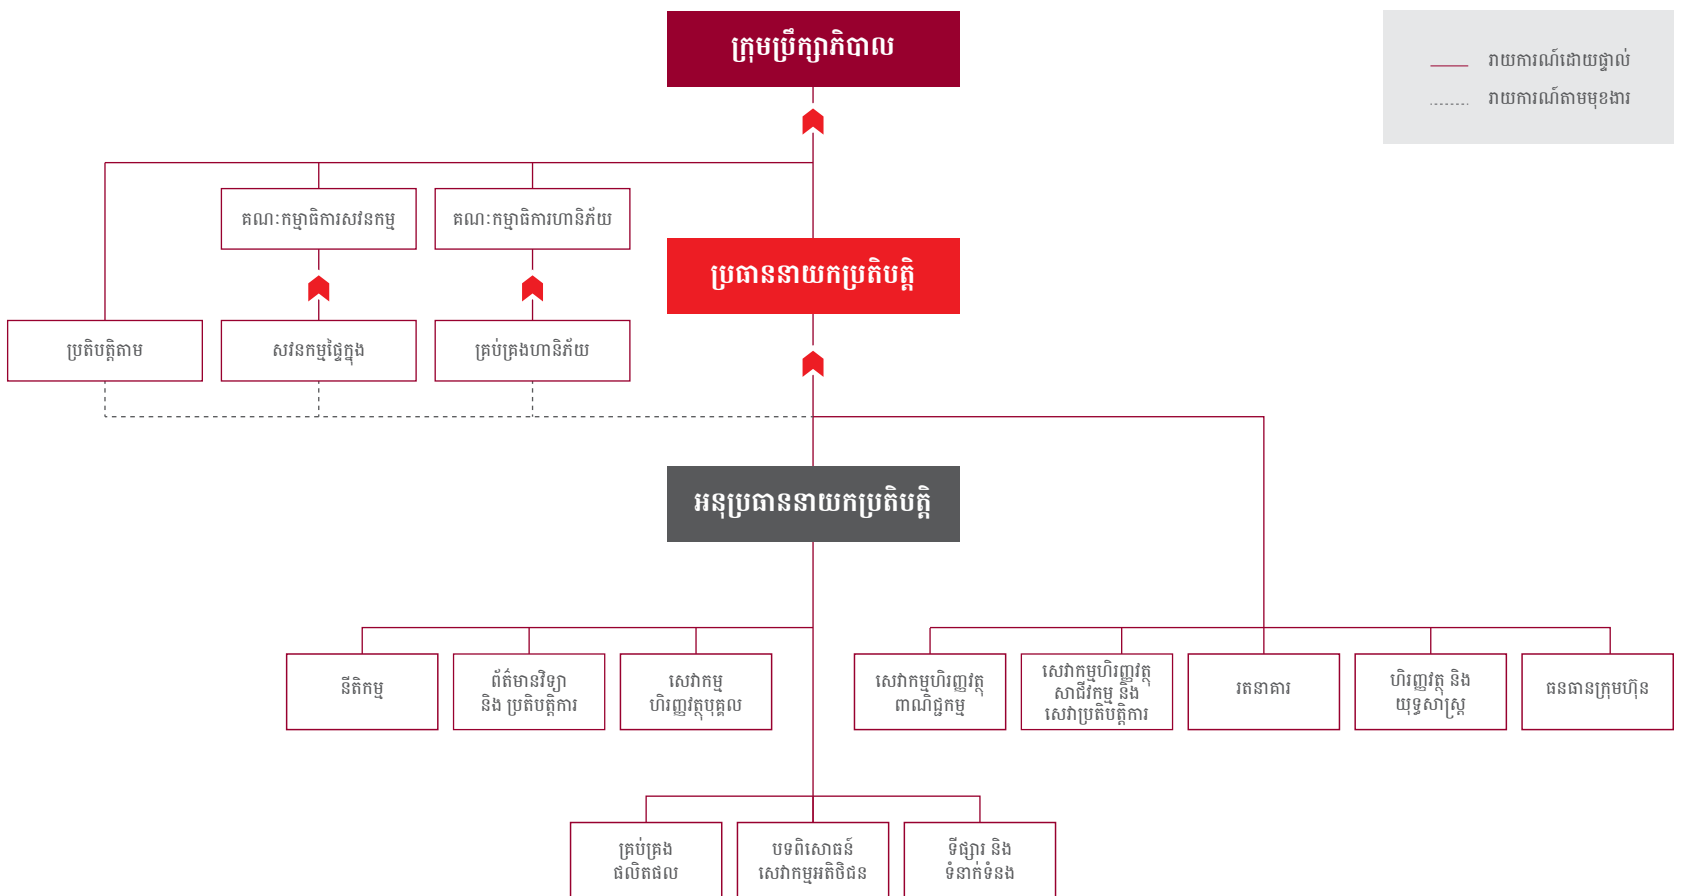 ក្រុមប្រឹក្សាភិបាល
រាយការណ៍ដោយផ្ទាល់
រាយការណ៍តាមមុខងារ
គណៈកម្មាធិការសវនកម្ម
គណៈកម្មាធិការហានិភ័យ
ប្រធាននាយកប្រតិបត្តិ
ប្រតិបត្តិតាម
សវនកម្មផ្ទៃក្នុង
គ្រប់គ្រងហានិភ័យ
អនុប្រធាននាយកប្រតិបត្តិ
នីតិកម្ម
ព័ត៌មានវិទ្យា
និង ប្រតិបត្តិការ
សេវាកម្ម
ហិរញ្ញវត្ថុបុគ្គល
សេវាកម្មហិរញ្ញវត្ថុ
ពាណិជ្ជកម្ម
សេវាកម្មហិរញ្ញវត្ថុ
សាជីវកម្ម និង
សេវាប្រតិបត្តិការ
រតនាគារ
ហិរញ្ញវត្ថុ និង
យុទ្ធសាស្ត្រ
ធនធានក្រុមហ៊ុន
គ្រប់គ្រង
ផលិតផល
បទពិសោធន៍
សេវាកម្មអតិថិជន
ទីផ្សារ និង
ទំនាក់ទំនង